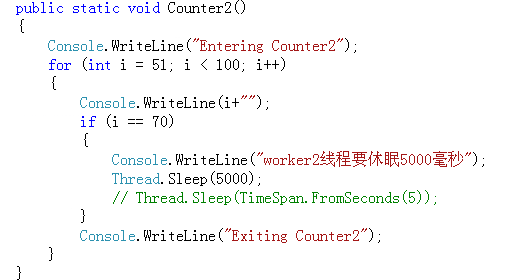 public static void Counter2()
{
Console.WriteLine("Entering Counter2");
for (int i = 51; i < 100; i++)
{
Console.WriteLine(i+"");
if (i == 70)
{
Console.WriteLine("worker2线程要休眠5000毫秒");
Thread.Sleep(5000);
// Thread.Sleep(TimeSpan.FromSeconds(5));
}
Console.WriteLine("Exiting Counter2");
}
}